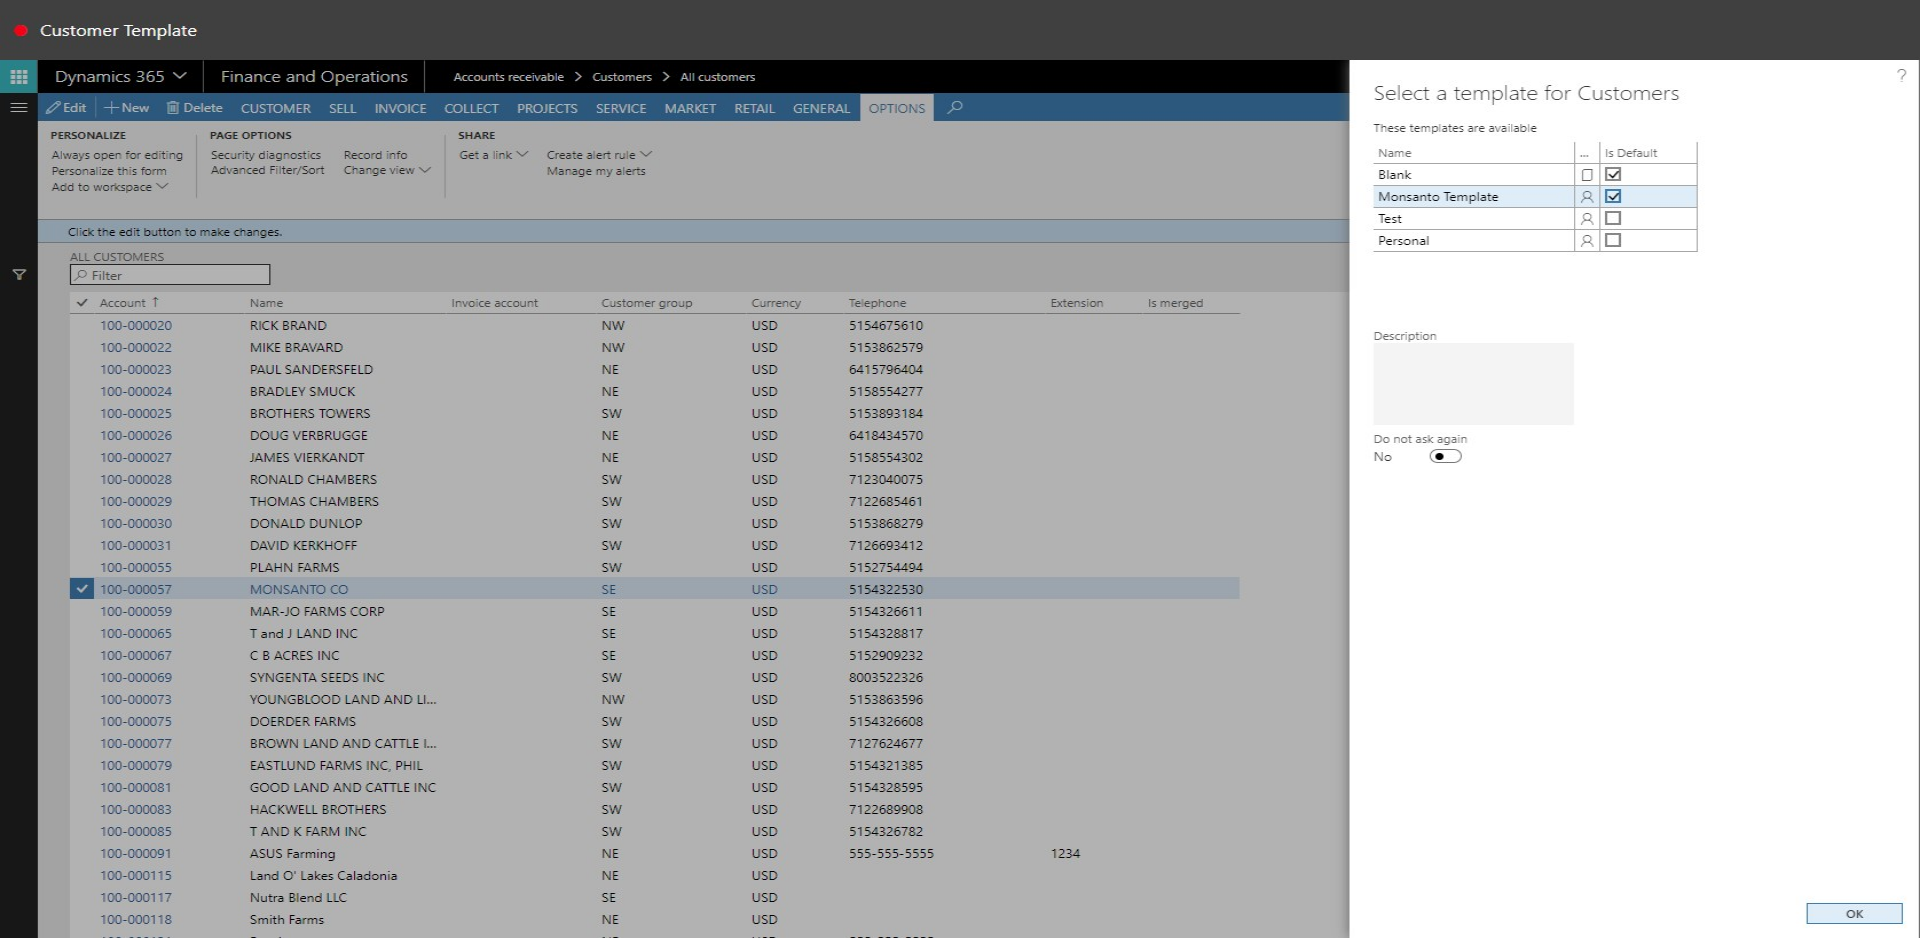 Customer Template
Dynamics 365 Finance and Operations Accounts receivable > Customers > All customers
Edit New Delete CUSTOMER SELL INVOICE COLLECT PROJECTS SERVICE MARKET RETAIL GENERAL OPTIONS
PERSONALIZE
Always open for editing
Personalize this form
Add to workspace
PAGE OPTIONS
Security diagnostics Record info
Advanced Filter/Sort Change view
SHARE
Get a link Create alert rule
Manage my alerts
Click the edit button to make changes.
ALL CUSTOMERS
Filter
Account ↑ Name Invoice account Customer group Currency Telephone Extension Is merged
100-000020 RICK BRAND NW USD 5154675610
100-000022 MIKE BRAVARD NW USD 5153862579
100-000023 PAUL SANDERSFELD NE USD 6415796404
100-000024 BRADLEY SMUCK NE USD 5158554277
100-000025 BROTHERS TOWERS SW USD 5153893184
100-000026 DOUG VERBRUGGE NE USD 6418434570
100-000027 JAMES VIERKANDT NE USD 5158554302
100-000028 RONALD CHAMBERS SW USD 7123040075
100-000029 THOMAS CHAMBERS SW USD 7122685461
100-000030 DONALD DUNLOP SW USD 5153868279
100-000031 DAVID KERKHOFF SW USD 7126693412
100-000055 PLAHN FARMS SW USD 5152754494
100-000057 MONSANTO CO SE USD 5154322530
100-000059 MAR-JO FARMS CORP SE USD 5154326611
100-000065 T and J LAND INC SE USD 5154328817
100-000067 C B ACRES INC SE USD 5152909232
100-000069 SYNGENTA SEEDS INC SW USD 8003522326
100-000073 YOUNGBLOOD LAND AND LI... NW USD 5153863596
100-000075 DOERDER FARMS SW USD 5154326608
100-000077 BROWN LAND AND CATTLE I... SW USD 7127624677
100-000079 EASTLUND FARMS INC, PHIL SW USD 5154321385
100-000081 GOOD LAND AND CATTLE INC SW USD 5154328595
100-000083 HACKWELL BROTHERS SW USD 7122689908
100-000085 T AND K FARM INC SW USD 5154326782
100-000091 ASUS Farming NE USD 555-555-5555 1234
100-000115 Land O' Lakes Caladonia NE USD
100-000117 Nutra Blend LLC SE USD
100-000118 Smith Farms NE USD
?
Select a template for Customers
These templates are available
Name ... Is Default
Blank
Monsanto Template
Test
Personal
Description
Do not ask again
No
OK